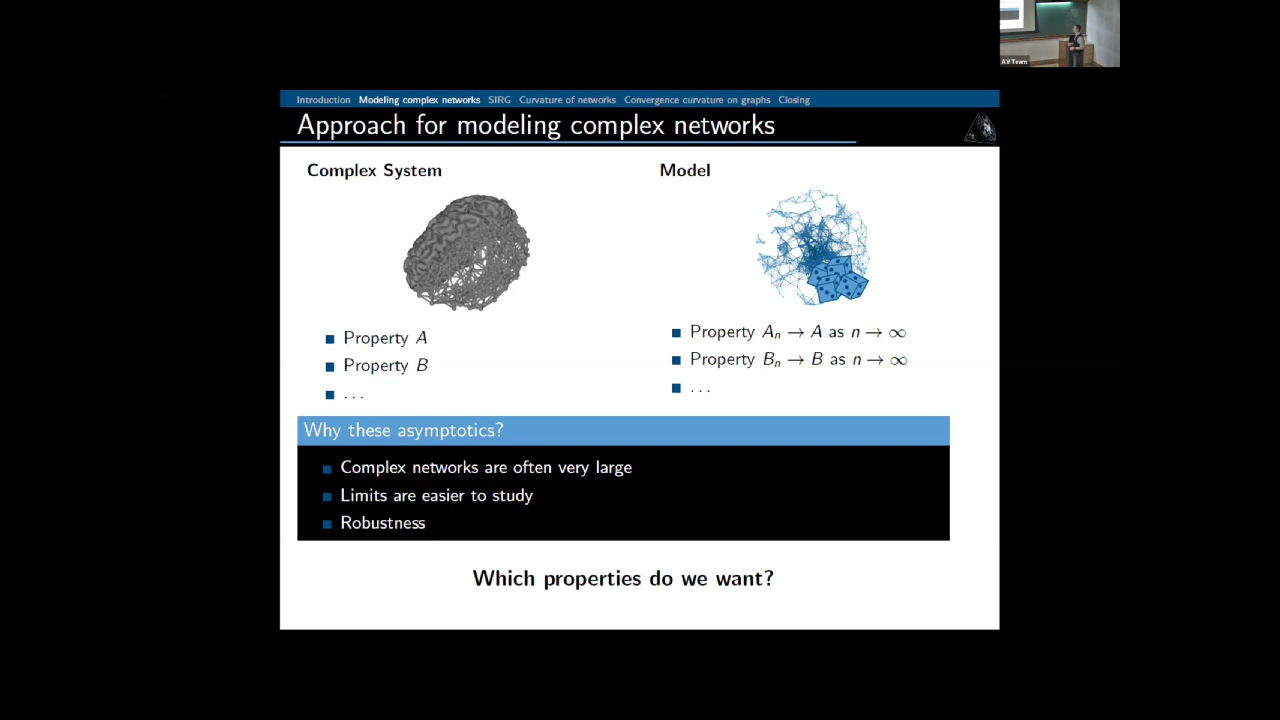 AV Team
Introduction Modeling complex networks SIRG Curvature of networks Convergence curvature on graphs Closing
Approach for modeling complex networks
Complex System
Model
Property A
Property B
. . .
Property Aₙ → A as n → ∞
Property Bₙ → B as n → ∞
. . .
Why these asymptotics?
Complex networks are often very large
Limits are easier to study
Robustness
Which properties do we want?